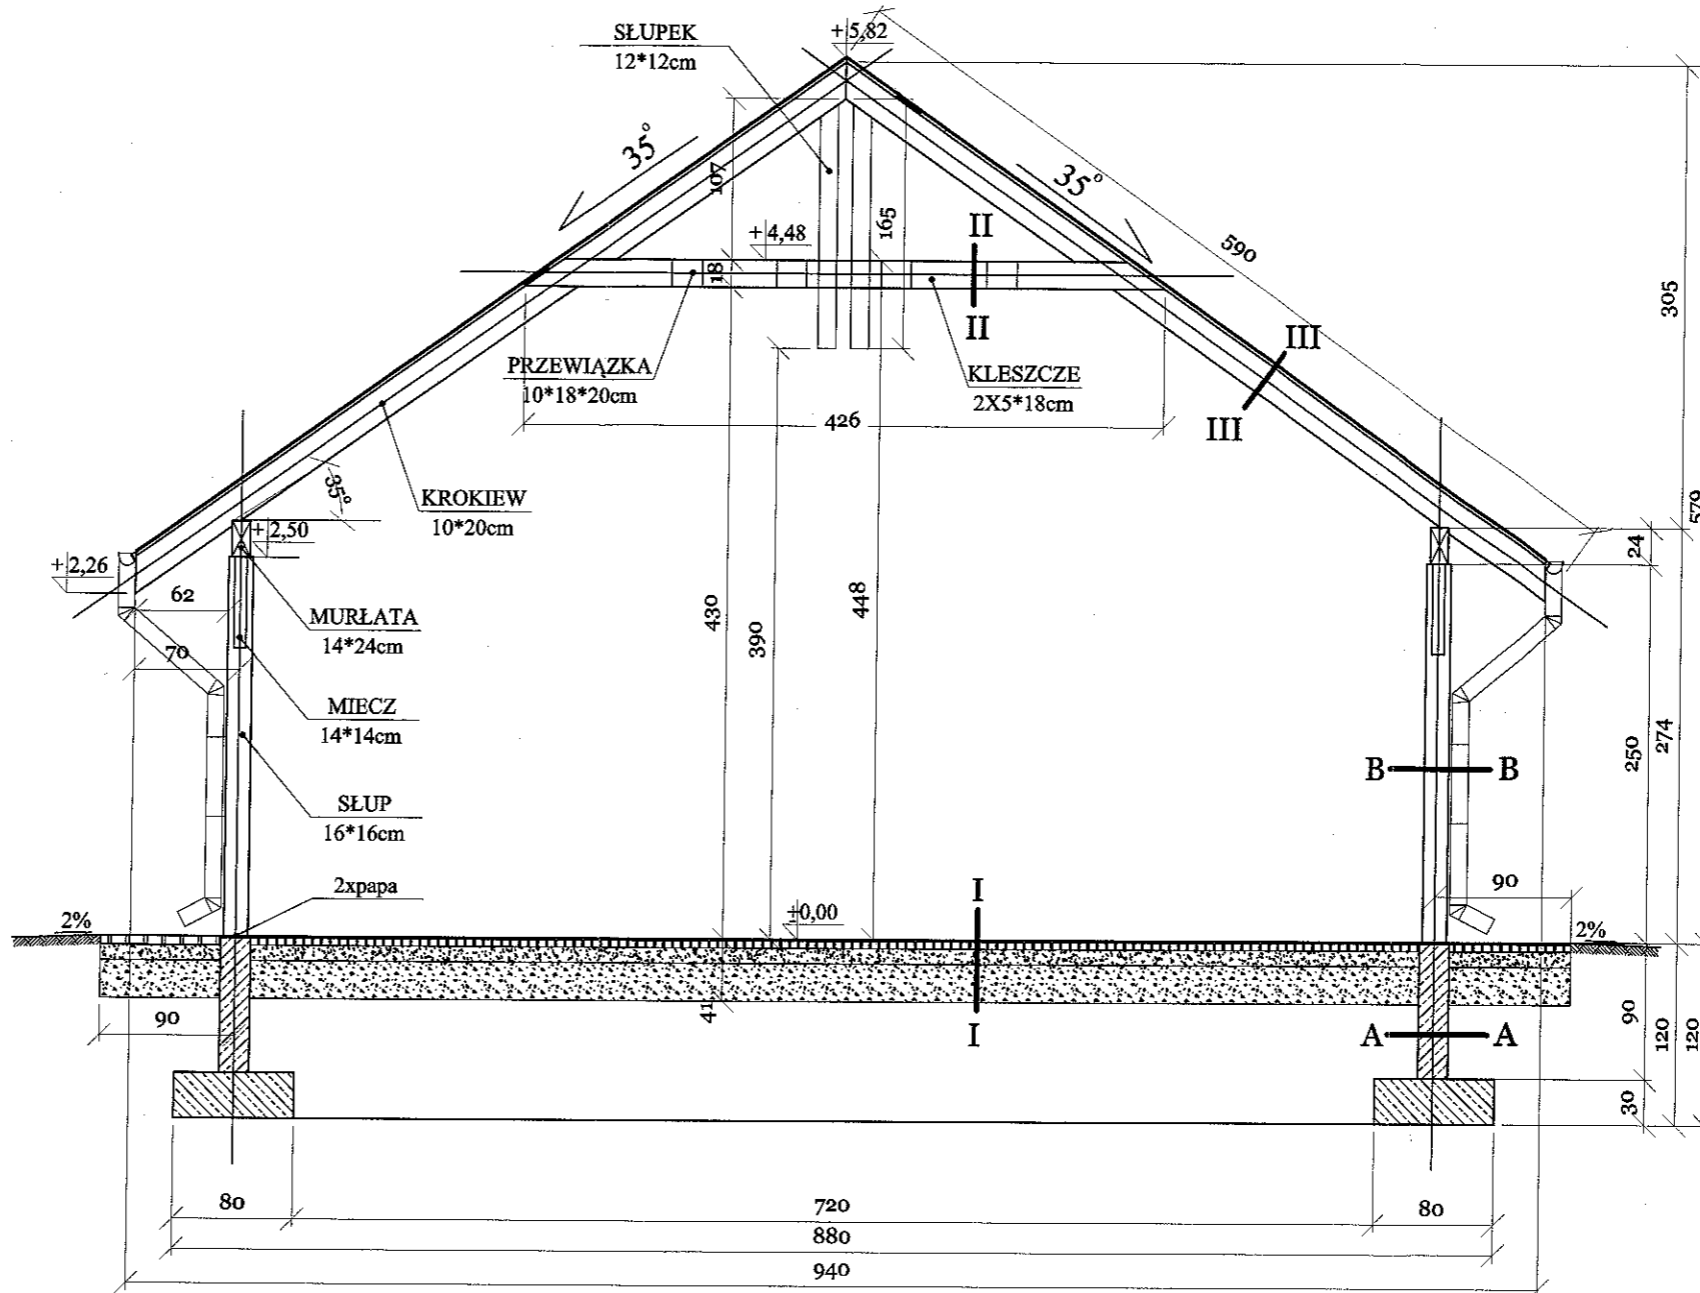 SŁUPEK
12*12cm
+5,82
35°
35°
107
165
+4,48
18
II
II
590
305
579
PRZEWIĄZKA
10*18*20cm
KLESZCZE
2X5*18cm
III
III
426
35°
KROKIEW
10*20cm
+2,50
+2,26
62
24
MURŁATA
14*24cm
430
390
448
70
MIECZ
14*14cm
250
274
B
B
SŁUP
16*16cm
2xpapa
I
90
2%
±0,00
2%
41
90
I
A
A
90
120
120
30
80
720
80
880
940